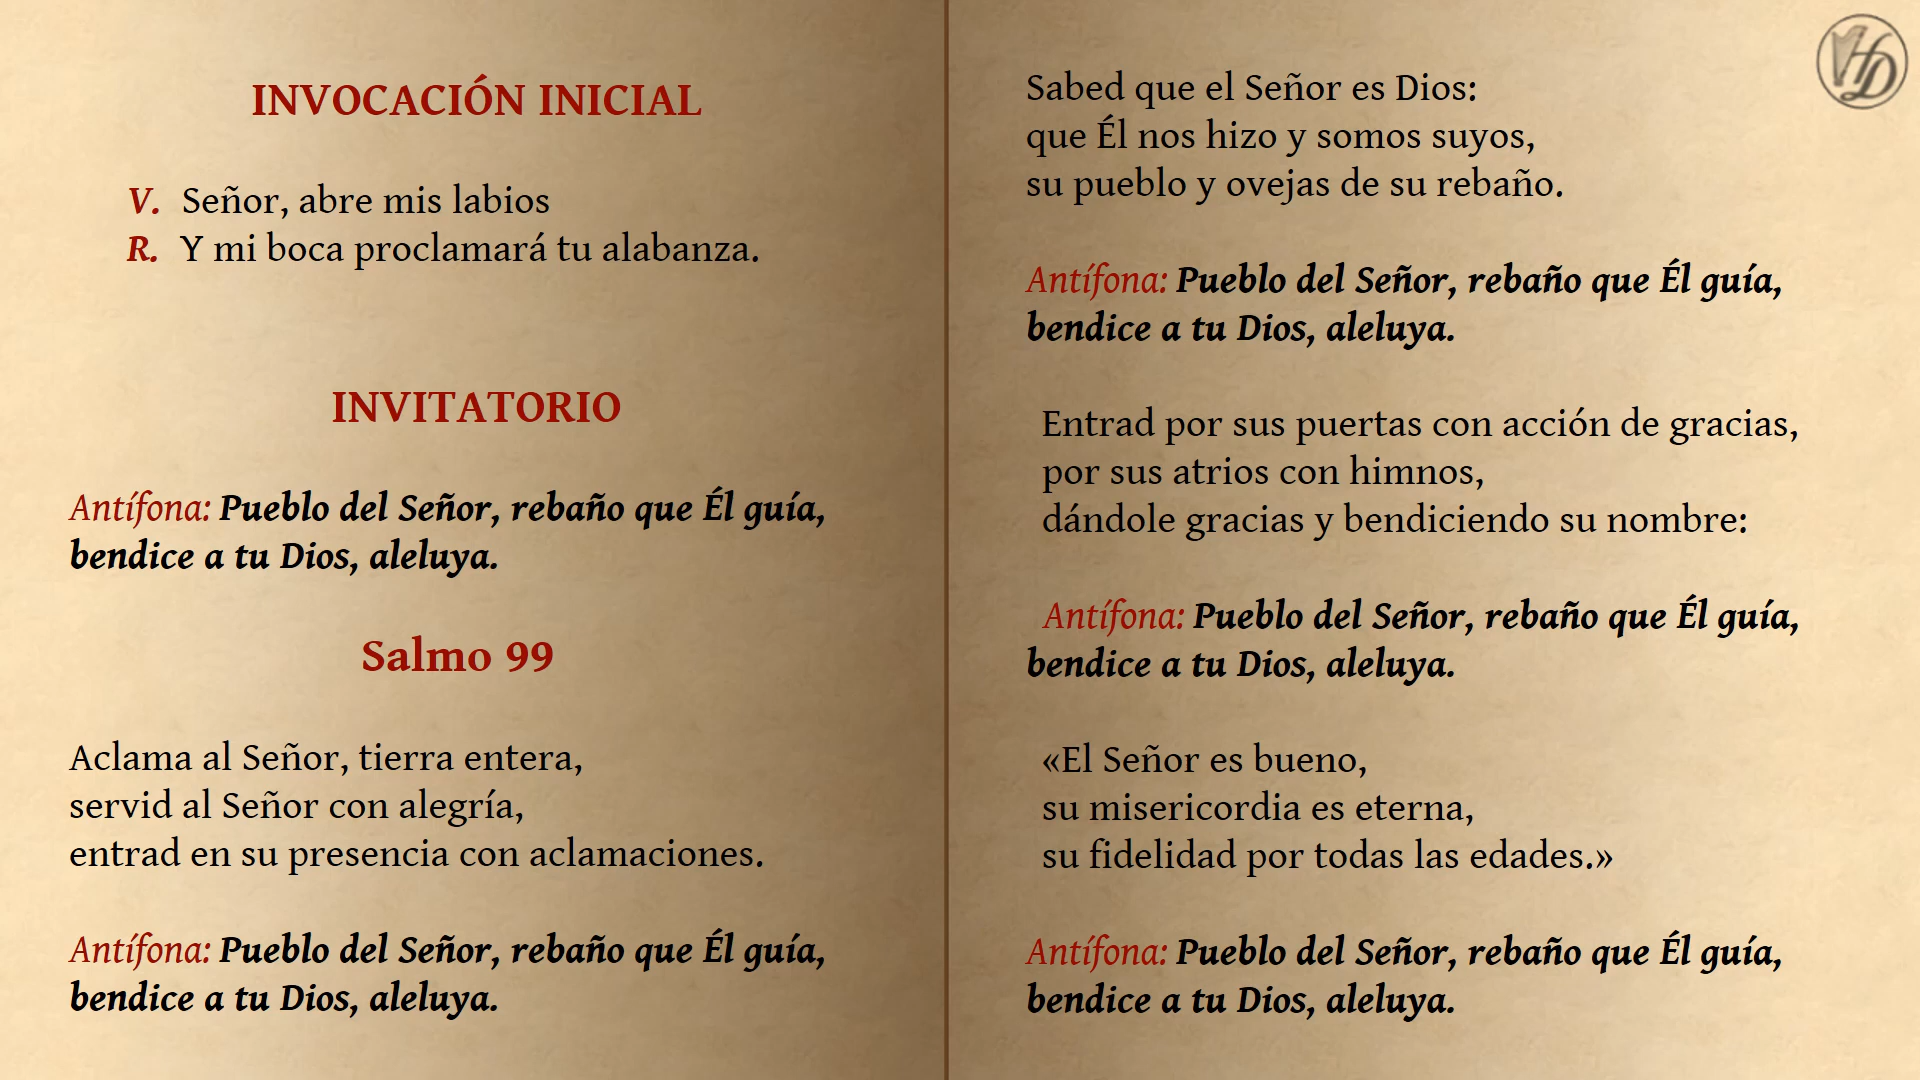 INVOCACIÓN INICIAL
V. Señor, abre mis labios
R. Y mi boca proclamará tu alabanza.
INVITATORIO
Antífona: Pueblo del Señor, rebaño que Él guía,
bendice a tu Dios, aleluya.
Salmo 99
Aclama al Señor, tierra entera,
servid al Señor con alegría,
entrad en su presencia con aclamaciones.
Antífona: Pueblo del Señor, rebaño que Él guía,
bendice a tu Dios, aleluya.
Sabed que el Señor es Dios:
que Él nos hizo y somos suyos,
su pueblo y ovejas de su rebaño.
Antífona: Pueblo del Señor, rebaño que Él guía,
bendice a tu Dios, aleluya.
Entrad por sus puertas con acción de gracias,
por sus atrios con himnos,
dándole gracias y bendiciendo su nombre:
Antífona: Pueblo del Señor, rebaño que Él guía,
bendice a tu Dios, aleluya.
«El Señor es bueno,
su misericordia es eterna,
su fidelidad por todas las edades.»
Antífona: Pueblo del Señor, rebaño que Él guía,
bendice a tu Dios, aleluya.
HD